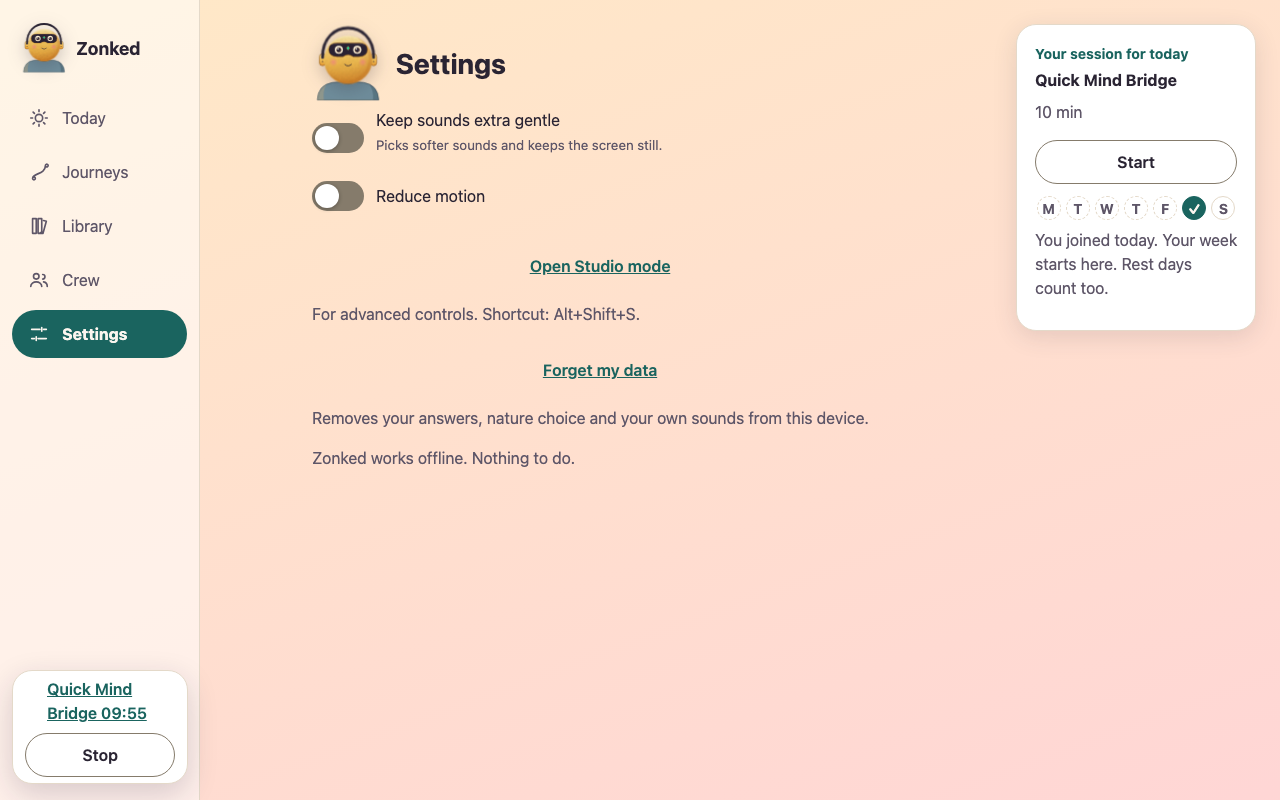 Zonked
Today
Journeys
Library
Crew
Settings
Quick Mind
Bridge 09:55
Stop
Settings
Keep sounds extra gentle
Picks softer sounds and keeps the screen still.
Reduce motion
Open Studio mode
For advanced controls. Shortcut: Alt+Shift+S.
Forget my data
Removes your answers, nature choice and your own sounds from this device.
Zonked works offline. Nothing to do.
Your session for today
Quick Mind Bridge
10 min
Start
M T W T F S
You joined today. Your week
starts here. Rest days
count too.